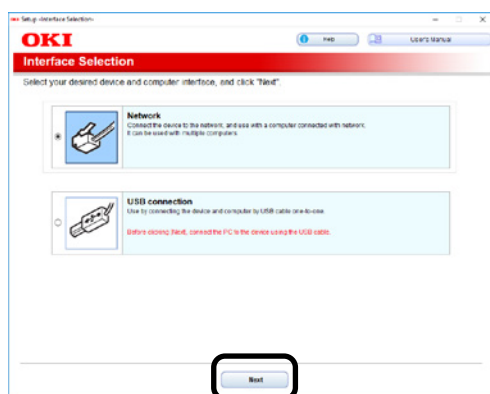 Setup <Interface Selection>
OKI
Help
User's Manual
Interface Selection
Select your desired device and computer interface, and click "Next".
Network
Connect the device to the network, and use with a computer connected with network.
It can be used with multiple computers.
USB connection
Use by connecting the device and computer by USB cable one-to-one.
Before clicking [Next], connect the PC to the device using the USB cable.
Next